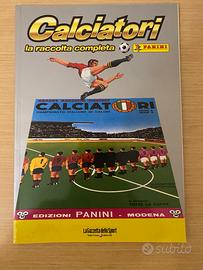 Calciatori
la raccolta completa
PANINI
CALCIATORI
CAMPIONATO ITALIANO DI CALCIO
EDIZIONI PANINI - MODENA
La Gazzetta dello Sport
subito